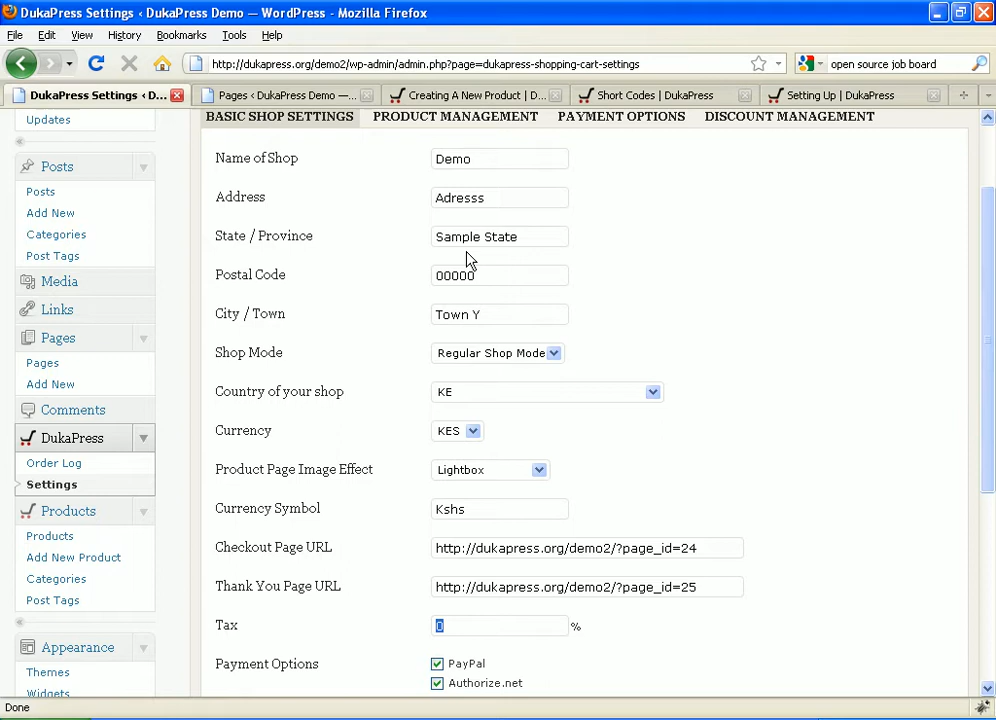 DukaPress Settings ‹ DukaPress Demo — WordPress - Mozilla Firefox
File Edit View History Bookmarks Tools Help
http://dukapress.org/demo2/wp-admin/admin.php?page=dukapress-shopping-cart-settings open source job board
DukaPress Settings ‹ D... Pages ‹ DukaPress Demo —... Creating A New Product | D... Short Codes | DukaPress Setting Up | DukaPress
BASIC SHOP SETTINGS PRODUCT MANAGEMENT PAYMENT OPTIONS DISCOUNT MANAGEMENT
Updates
Posts
Posts
Add New
Categories
Post Tags
Media
Links
Pages
Pages
Add New
Comments
DukaPress
Order Log
Settings
Products
Products
Add New Product
Categories
Post Tags
Appearance
Themes
Widgets
Name of Shop Demo
Address Adresss
State / Province Sample State
Postal Code 00000
City / Town Town Y
Shop Mode Regular Shop Mode
Country of your shop KE
Currency KES
Product Page Image Effect Lightbox
Currency Symbol Kshs
Checkout Page URL http://dukapress.org/demo2/?page_id=24
Thank You Page URL http://dukapress.org/demo2/?page_id=25
Tax 0 %
Payment Options PayPal
Authorize.net
Done